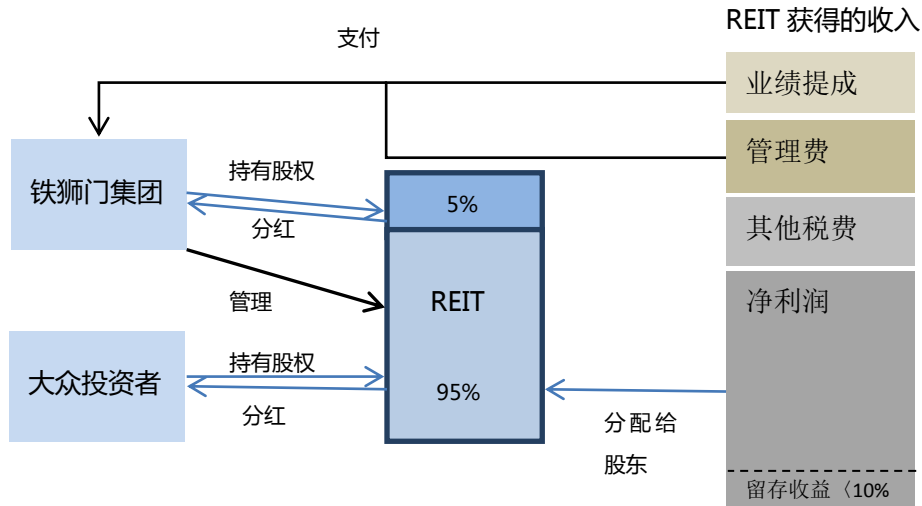 REIT 获得的收入
支付
业绩提成
管理费
铁狮门集团
持有股权
5%
分红
其他税费
管理
REIT
净利润
大众投资者
持有股权
95%
分红
分配给
股东
留存收益〈10%